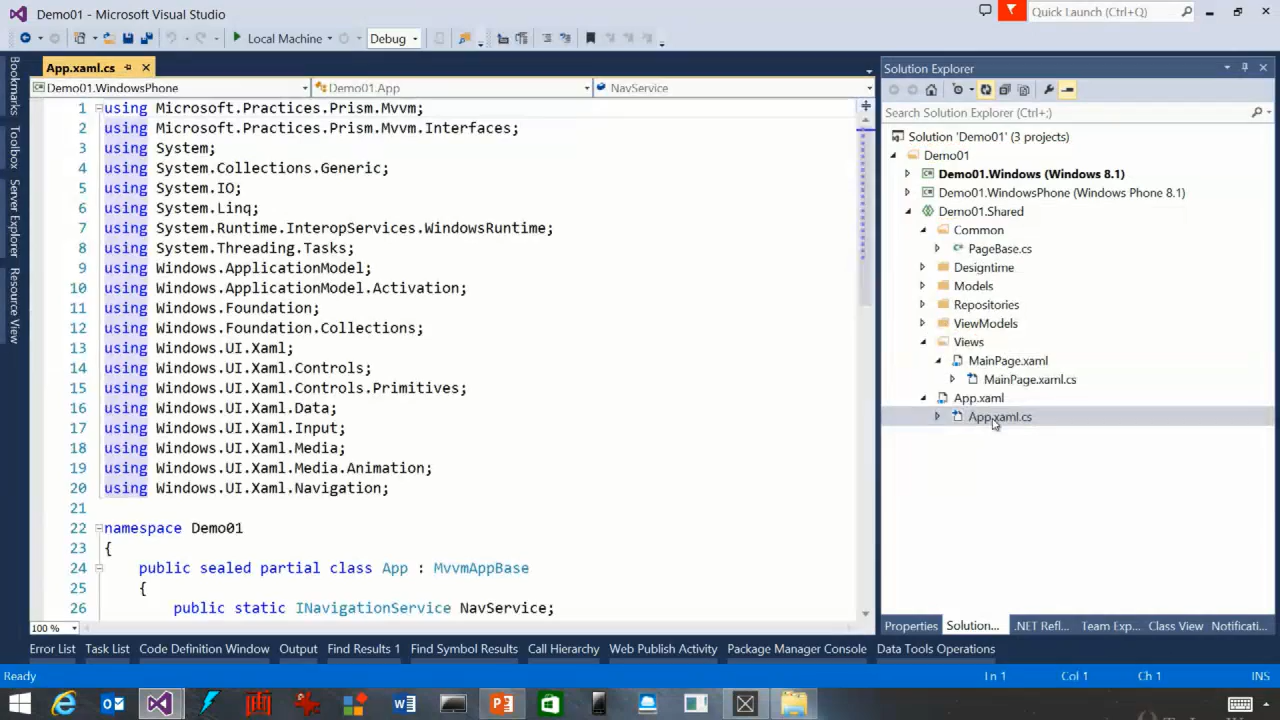 Demo01 - Microsoft Visual Studio
Quick Launch (Ctrl+Q)
Local Machine
Debug
Bookmarks
Toolbox
Server Explorer
Resource View
App.xaml.cs
Demo01.WindowsPhone
Demo01.App
NavService
1 using Microsoft.Practices.Prism.Mvvm;
2 using Microsoft.Practices.Prism.Mvvm.Interfaces;
3 using System;
4 using System.Collections.Generic;
5 using System.IO;
6 using System.Linq;
7 using System.Runtime.InteropServices.WindowsRuntime;
8 using System.Threading.Tasks;
9 using Windows.ApplicationModel;
10 using Windows.ApplicationModel.Activation;
11 using Windows.Foundation;
12 using Windows.Foundation.Collections;
13 using Windows.UI.Xaml;
14 using Windows.UI.Xaml.Controls;
15 using Windows.UI.Xaml.Controls.Primitives;
16 using Windows.UI.Xaml.Data;
17 using Windows.UI.Xaml.Input;
18 using Windows.UI.Xaml.Media;
19 using Windows.UI.Xaml.Media.Animation;
20 using Windows.UI.Xaml.Navigation;
21
22 namespace Demo01
23 {
24 public sealed partial class App : MvvmAppBase
25 {
26 public static INavigationService NavService;
100 %
Solution Explorer
Search Solution Explorer (Ctrl+;)
Solution 'Demo01' (3 projects)
Demo01
Demo01.Windows (Windows 8.1)
Demo01.WindowsPhone (Windows Phone 8.1)
Demo01.Shared
Common
PageBase.cs
Designtime
Models
Repositories
ViewModels
Views
MainPage.xaml
MainPage.xaml.cs
App.xaml
App.xaml.cs
Properties
Solution...
.NET Refl...
Team Exp...
Class View
Notificati...
Error List
Task List
Code Definition Window
Output
Find Results 1
Find Symbol Results
Call Hierarchy
Web Publish Activity
Package Manager Console
Data Tools Operations
Ready
Ln 1
Col 1
Ch 1
INS